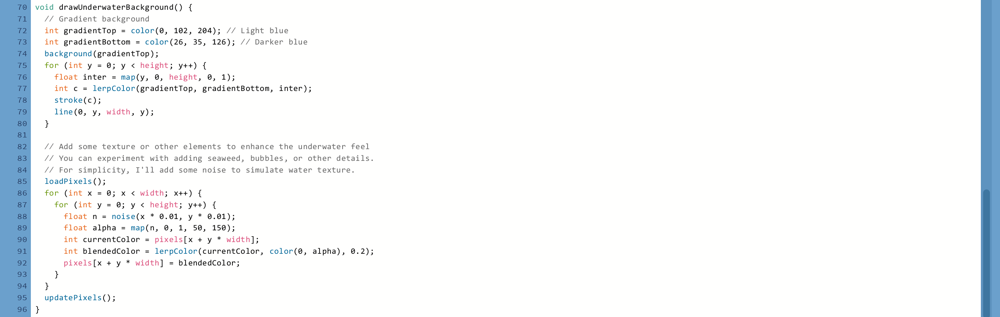 70 void drawUnderwaterBackground() {
71   // Gradient background
72   int gradientTop = color(0, 102, 204); // Light blue
73   int gradientBottom = color(26, 35, 126); // Darker blue
74   background(gradientTop);
75   for (int y = 0; y < height; y++) {
76     float inter = map(y, 0, height, 0, 1);
77     int c = lerpColor(gradientTop, gradientBottom, inter);
78     stroke(c);
79     line(0, y, width, y);
80   }
81
82   // Add some texture or other elements to enhance the underwater feel
83   // You can experiment with adding seaweed, bubbles, or other details.
84   // For simplicity, I'll add some noise to simulate water texture.
85   loadPixels();
86   for (int x = 0; x < width; x++) {
87     for (int y = 0; y < height; y++) {
88       float n = noise(x * 0.01, y * 0.01);
89       float alpha = map(n, 0, 1, 50, 150);
90       int currentColor = pixels[x + y * width];
91       int blendedColor = lerpColor(currentColor, color(0, alpha), 0.2);
92       pixels[x + y * width] = blendedColor;
93     }
94   }
95   updatePixels();
96 }